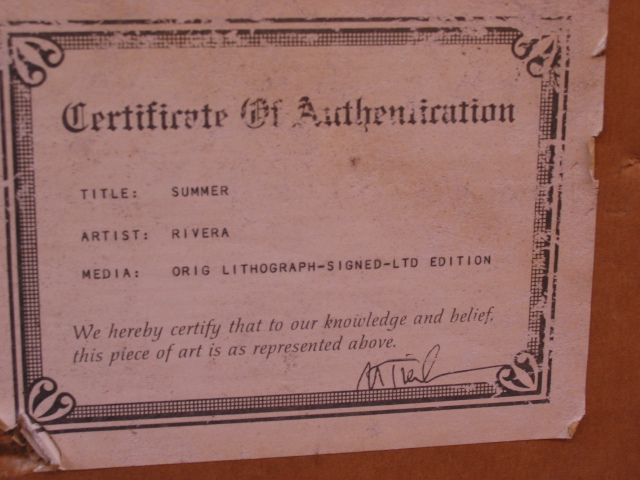 Certificate Of Authentication
TITLE: SUMMER
ARTIST: RIVERA
MEDIA: ORIG LITHOGRAPH-SIGNED-LTD EDITION
We hereby certify that to our knowledge and belief,
this piece of art is as represented above.